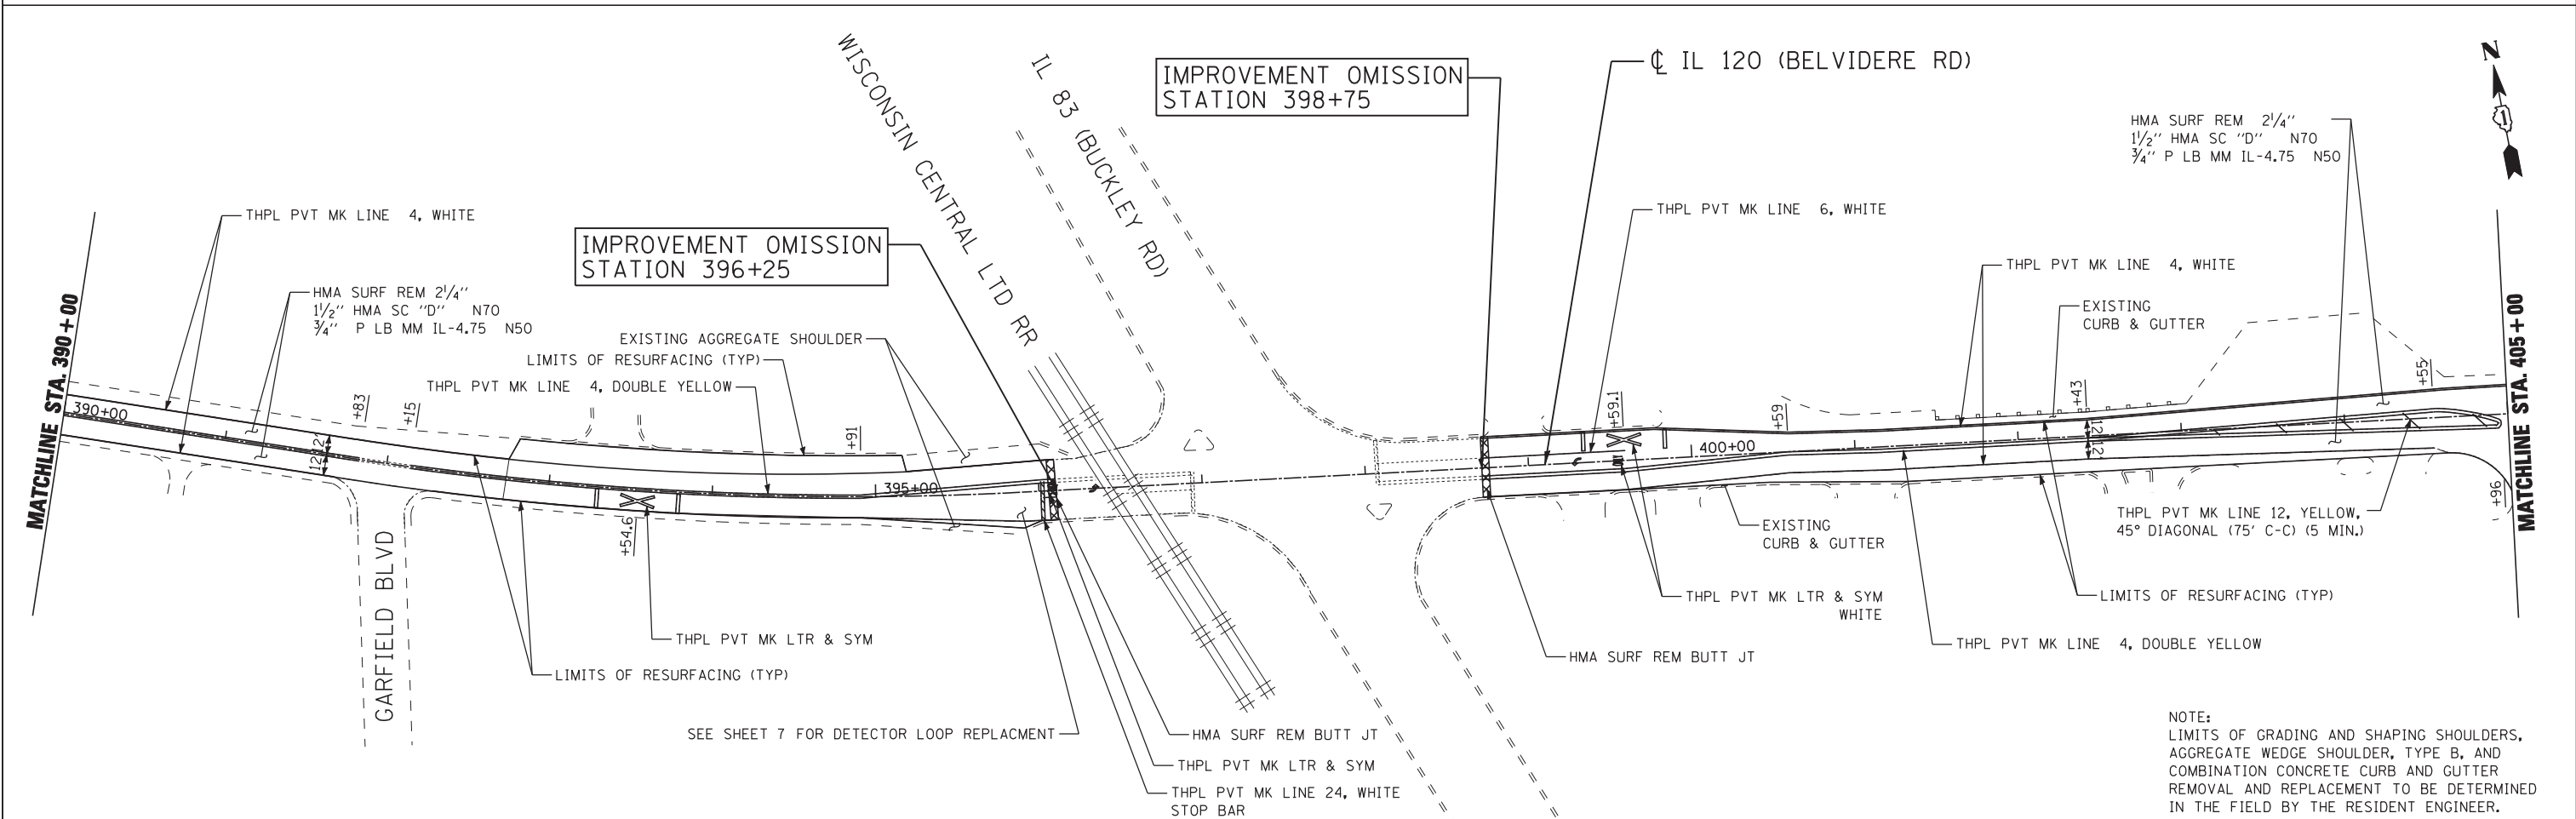 WISCONSIN CENTRAL LTD RR
IL 83 (BUCKLEY RD)
IMPROVEMENT OMISSION
STATION 398+75
℄ IL 120 (BELVIDERE RD)
N
1
HMA SURF REM 2 1/4"
1 1/2" HMA SC "D" N70
3/4" P LB MM IL-4.75 N50
THPL PVT MK LINE 4, WHITE
THPL PVT MK LINE 6, WHITE
IMPROVEMENT OMISSION
STATION 396+25
THPL PVT MK LINE 4, WHITE
HMA SURF REM 2 1/4"
1 1/2" HMA SC "D" N70
3/4" P LB MM IL-4.75 N50
EXISTING
CURB & GUTTER
EXISTING AGGREGATE SHOULDER
LIMITS OF RESURFACING (TYP)
THPL PVT MK LINE 4, DOUBLE YELLOW
MATCHLINE STA. 390+00
MATCHLINE STA. 405+00
390+00
+83
+15
+91
+59.1
+59
+43
+55
12'
12'
395+00
400+00
12'
12'
+54.6
+96
THPL PVT MK LINE 12, YELLOW,
45° DIAGONAL (75' C-C) (5 MIN.)
EXISTING
CURB & GUTTER
GARFIELD BLVD
THPL PVT MK LTR & SYM
WHITE
LIMITS OF RESURFACING (TYP)
THPL PVT MK LTR & SYM
THPL PVT MK LINE 4, DOUBLE YELLOW
HMA SURF REM BUTT JT
LIMITS OF RESURFACING (TYP)
SEE SHEET 7 FOR DETECTOR LOOP REPLACMENT
HMA SURF REM BUTT JT
THPL PVT MK LTR & SYM
THPL PVT MK LINE 24, WHITE
STOP BAR
NOTE:
LIMITS OF GRADING AND SHAPING SHOULDERS,
AGGREGATE WEDGE SHOULDER, TYPE B, AND
COMBINATION CONCRETE CURB AND GUTTER
REMOVAL AND REPLACEMENT TO BE DETERMINED
IN THE FIELD BY THE RESIDENT ENGINEER.